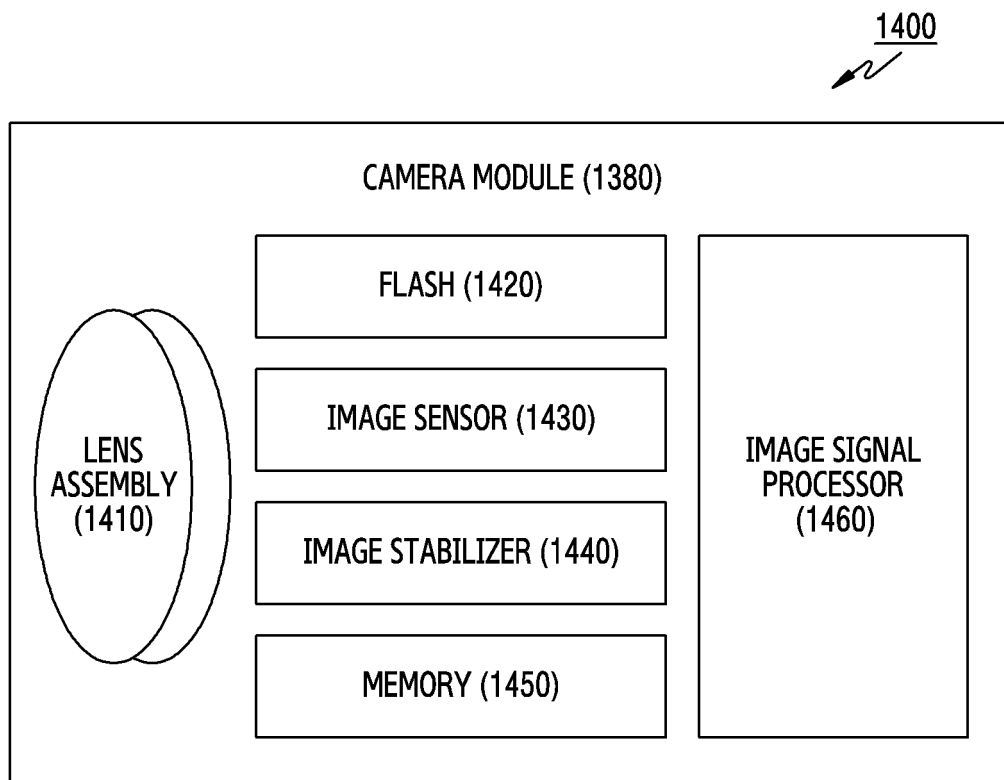 1400
CAMERA MODULE (1380)
FLASH (1420)
IMAGE SENSOR (1430)
LENS
ASSEMBLY
(1410)
IMAGE SIGNAL
PROCESSOR
(1460)
IMAGE STABILIZER (1440)
MEMORY (1450)